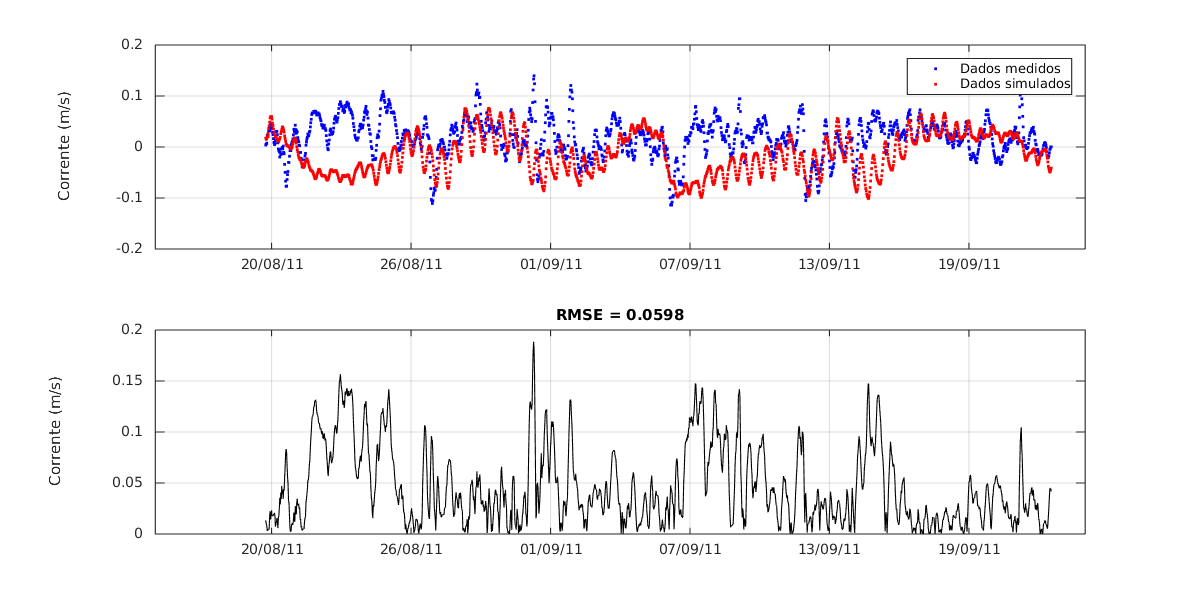 0.2
0.1
0
-0.1
-0.2
Corrente (m/s)
Dados medidos
Dados simulados
20/08/11 26/08/11 01/09/11 07/09/11 13/09/11 19/09/11
RMSE = 0.0598
0.2
0.15
0.1
0.05
0
Corrente (m/s)
20/08/11 26/08/11 01/09/11 07/09/11 13/09/11 19/09/11